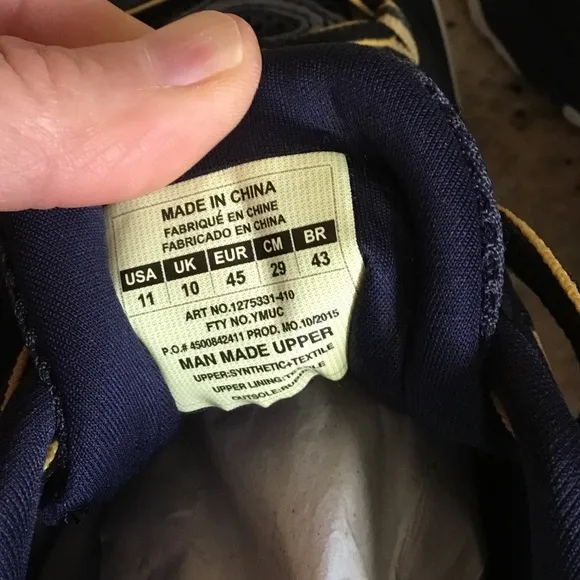 MADE IN CHINA
FABRIQUÉ EN CHINE
FABRICADO EN CHINA
USA UK EUR CM BR
11 10 45 29 43
ART NO.1275331-410
FTY NO.YMUC
P.O.# 4500842411 PROD, MO.10/2015
MAN MADE UPPER
UPPER:SYNTHETIC+TEXTILE
UPPER LINING:TEXTILE
OUTSOLE:RUBBER